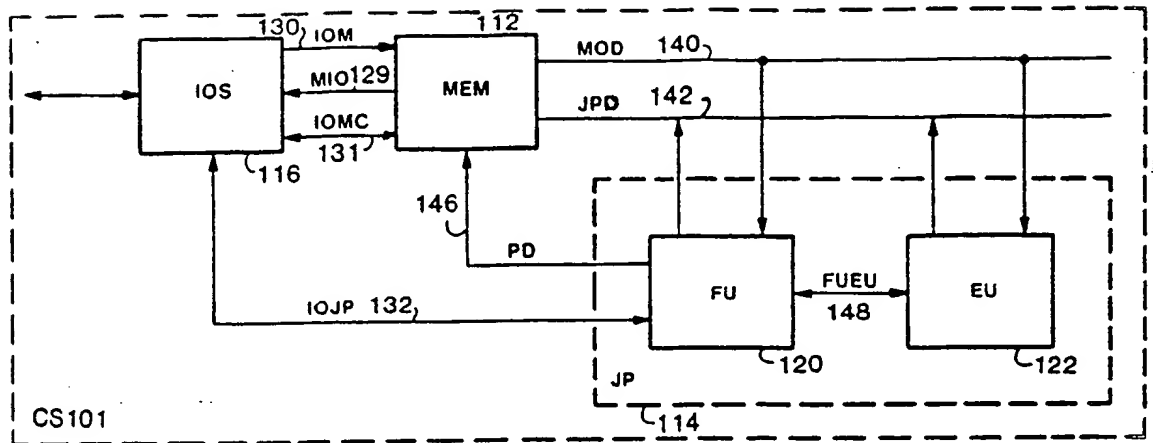 130 IOM
112
MOD 140
IOS
MIO 129
MEM
JPD 142
IOMC
131
116
146
PD
FU
FUEU
148
EU
IOJP 132
120
122
JP
CS101
114